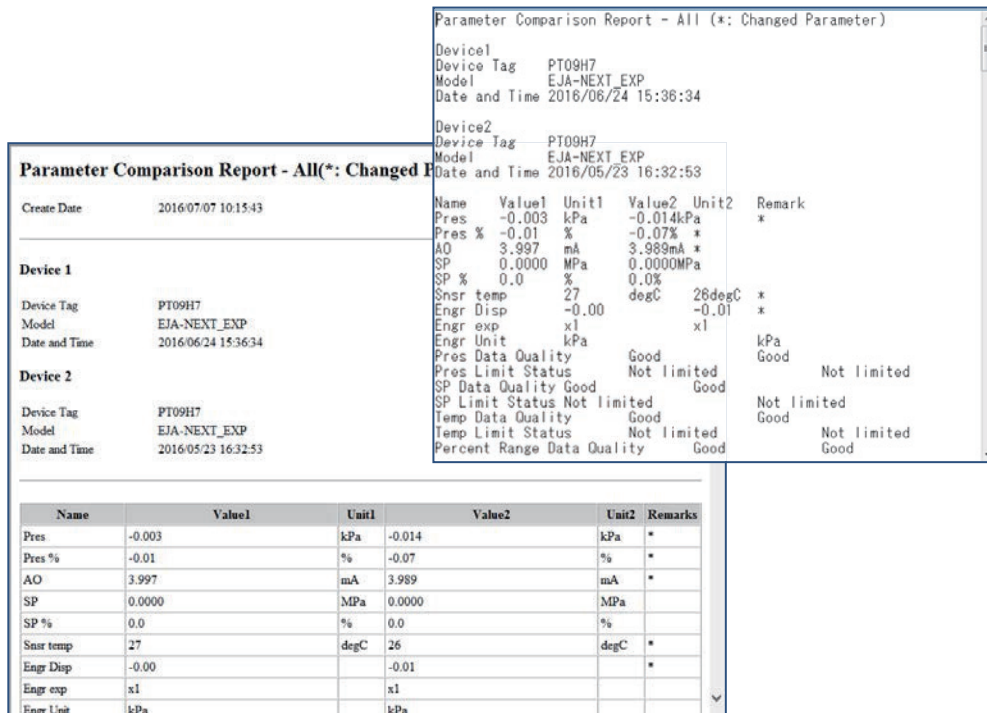 Parameter Comparison Report - All (*: Changed Parameter)
Device1
Device Tag PT09H7
Model EJA-NEXT_EXP
Date and Time 2016/06/24 15:36:34
Device2
Device Tag PT09H7
Model EJA-NEXT_EXP
Date and Time 2016/05/23 16:32:53
Name Value1 Unit1 Value2 Unit2 Remark
Pres -0.003 kPa -0.014kPa *
Pres % -0.01 % -0.07% *
AO 3.997 mA 3.989mA *
SP 0.0000 MPa 0.0000MPa
SP % 0.0 % 0.0%
Snsr temp 27 degC 26degC *
Engr Disp -0.00 -0.01 *
Engr exp x1 x1
Engr Unit kPa kPa
Pres Data Quality Good Good
Pres Limit Status Not limited Not limited
SP Data Quality Good Good
SP Limit Status Not limited Not limited
Temp Data Quality Good Good
Temp Limit Status Not limited Not limited
Percent Range Data Quality Good Good
Parameter Comparison Report - All(*: Changed P
Create Date 2016/07/07 10:15:43
Device 1
Device Tag PT09H7
Model EJA-NEXT_EXP
Date and Time 2016/06/24 15:36:34
Device 2
Device Tag PT09H7
Model EJA-NEXT_EXP
Date and Time 2016/05/23 16:32:53
Name Value1 Unit1 Value2 Unit2 Remarks
Pres -0.003 kPa -0.014 kPa *
Pres % -0.01 % -0.07 % *
AO 3.997 mA 3.989 mA *
SP 0.0000 MPa 0.0000 MPa
SP % 0.0 % 0.0 %
Snsr temp 27 degC 26 degC *
Engr Disp -0.00 -0.01 *
Engr exp x1 x1
Engr Unit kPa kPa